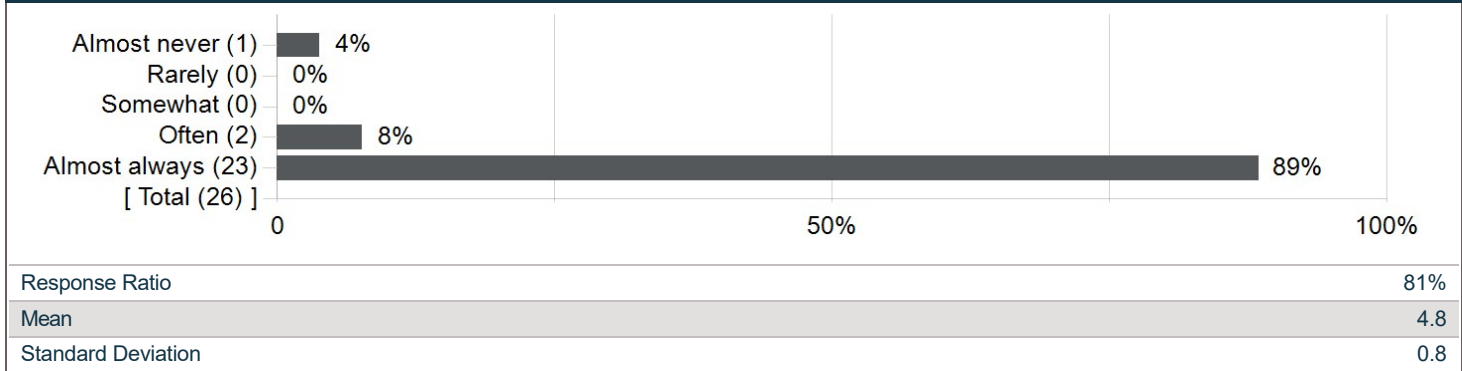 Almost never (1) 4%
Rarely (0) 0%
Somewhat (0) 0%
Often (2) 8%
Almost always (23) 89%
[ Total (26) ]
0 50% 100%
Response Ratio 81%
Mean 4.8
Standard Deviation 0.8